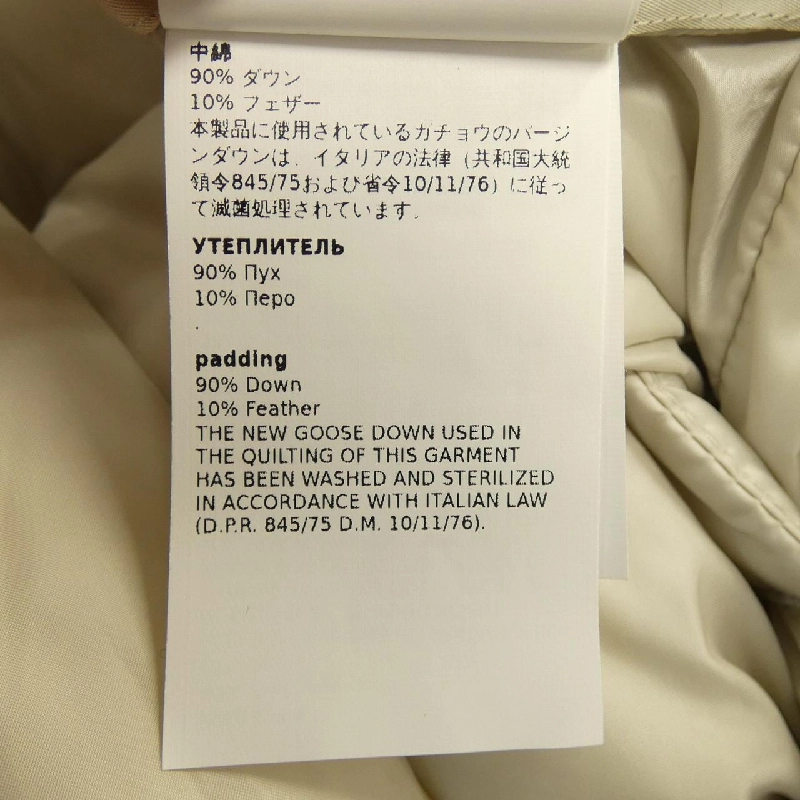 中綿
90% ダウン
10% フェザー
本製品に使用されているガチョウのバージ
ンダウンは、イタリアの法律（共和国大統
領令845/75および省令10/11/76）に従っ
て滅菌処理されています。
УТЕПЛИТЕЛЬ
90% Пух
10% Перо
.
padding
90% Down
10% Feather
THE NEW GOOSE DOWN USED IN
THE QUILTING OF THIS GARMENT
HAS BEEN WASHED AND STERILIZED
IN ACCORDANCE WITH ITALIAN LAW
(D.P.R. 845/75 D.M. 10/11/76).